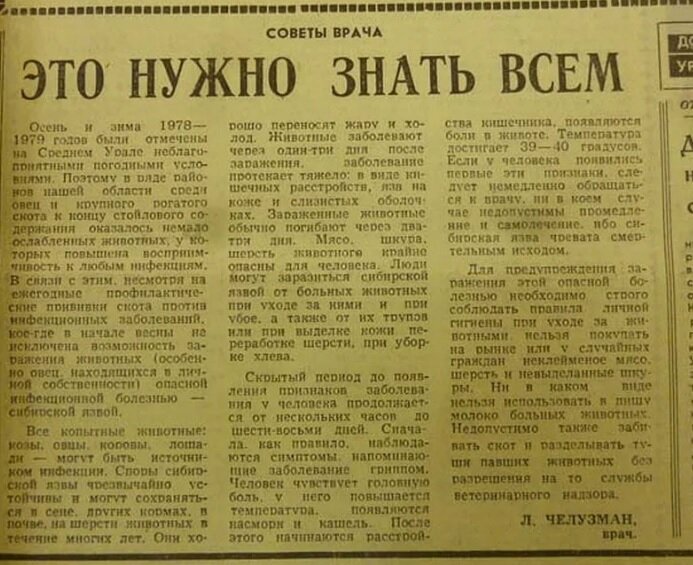 СОВЕТЫ ВРАЧА
ЭТО НУЖНО ЗНАТЬ ВСЕМ
Осень и зима 1978—
1979 годов были отмечены
на Среднем Урале неблаго-
приятными погодными усло-
виями. Поэтому в ряде райо-
нов нашей области среди
овец и крупного рогатого
скота к концу стойлового со-
держания оказалось немало
ослабленных животных, у ко-
торых повышена восприим-
чивость к любым инфекциям.
В связи с этим, несмотря на
ежегодные профилактиче-
ские прививки скота против
инфекционных заболеваний,
кое-где в начале весны не
исключена возможность за-
ражения животных (особен-
но овец, находящихся в лич-
ной собственности) опасной
инфекционной болезнью —
сибирской язвой.
Все копытные животные:
козы, овцы, коровы, лоша-
ди — могут быть источни-
ком инфекции. Споры сибир-
ской язвы чрезвычайно ус-
тойчивы и могут сохранять-
ся в сене, других кормах, в
почве, на шерсти животных в
течение многих лет. Они хо-
рошо переносят жару и хо-
лод. Животные заболевают
через один-три дня после
заражения, заболевание
протекает тяжело: в виде ки-
шечных расстройств, язв на
коже и слизистых оболоч-
ках. Зараженные животные
обычно погибают через два-
три дня. Мясо, шкура,
шерсть животного крайне
опасны для человека. Люди
могут заразиться сибирской
язвой от больных животных
при уходе за ними и при
убое, а также от их трупов
или при выделке кожи пе-
реработке шерсти, при убор-
ке хлева.
Скрытый период до появ-
ления признаков заболева-
ния у человека продолжает-
ся от нескольких часов до
шести-восьми дней. Снача-
ла, как правило, наблюда-
ются симптомы, напоминаю-
щие заболевание гриппом.
Человек чувствует головную
боль, у него повышается
температура, появляются
насморк и кашель. После
этого начинаются расстрой-
ства кишечника, появляются
боли в животе. Температура
достигает 39—40 градусов.
Если у человека появились
первые эти признаки, сле-
дует немедленно обращать-
ся к врачу, ни в коем слу-
чае недопустимы промедле-
ние и самолечение, ибо си-
бирская язва чревата смер-
тельным исходом.
Для предупреждения за-
ражения этой опасной бо-
лезнью необходимо строго
соблюдать правила личной
гигиены при уходе за жи-
вотными, нельзя покупать
на рынке или у случайных
граждан неклейменое мясо,
шерсть и невыделанные шку-
ры. Ни в каком виде
нельзя использовать в пищу
молоко больных животных.
Недопустимо также заби-
вать скот и разделывать ту-
ши павших животных без
разрешения на то службы
ветеринарного надзора.
Л. ЧЕЛУЗМАН,
врач.